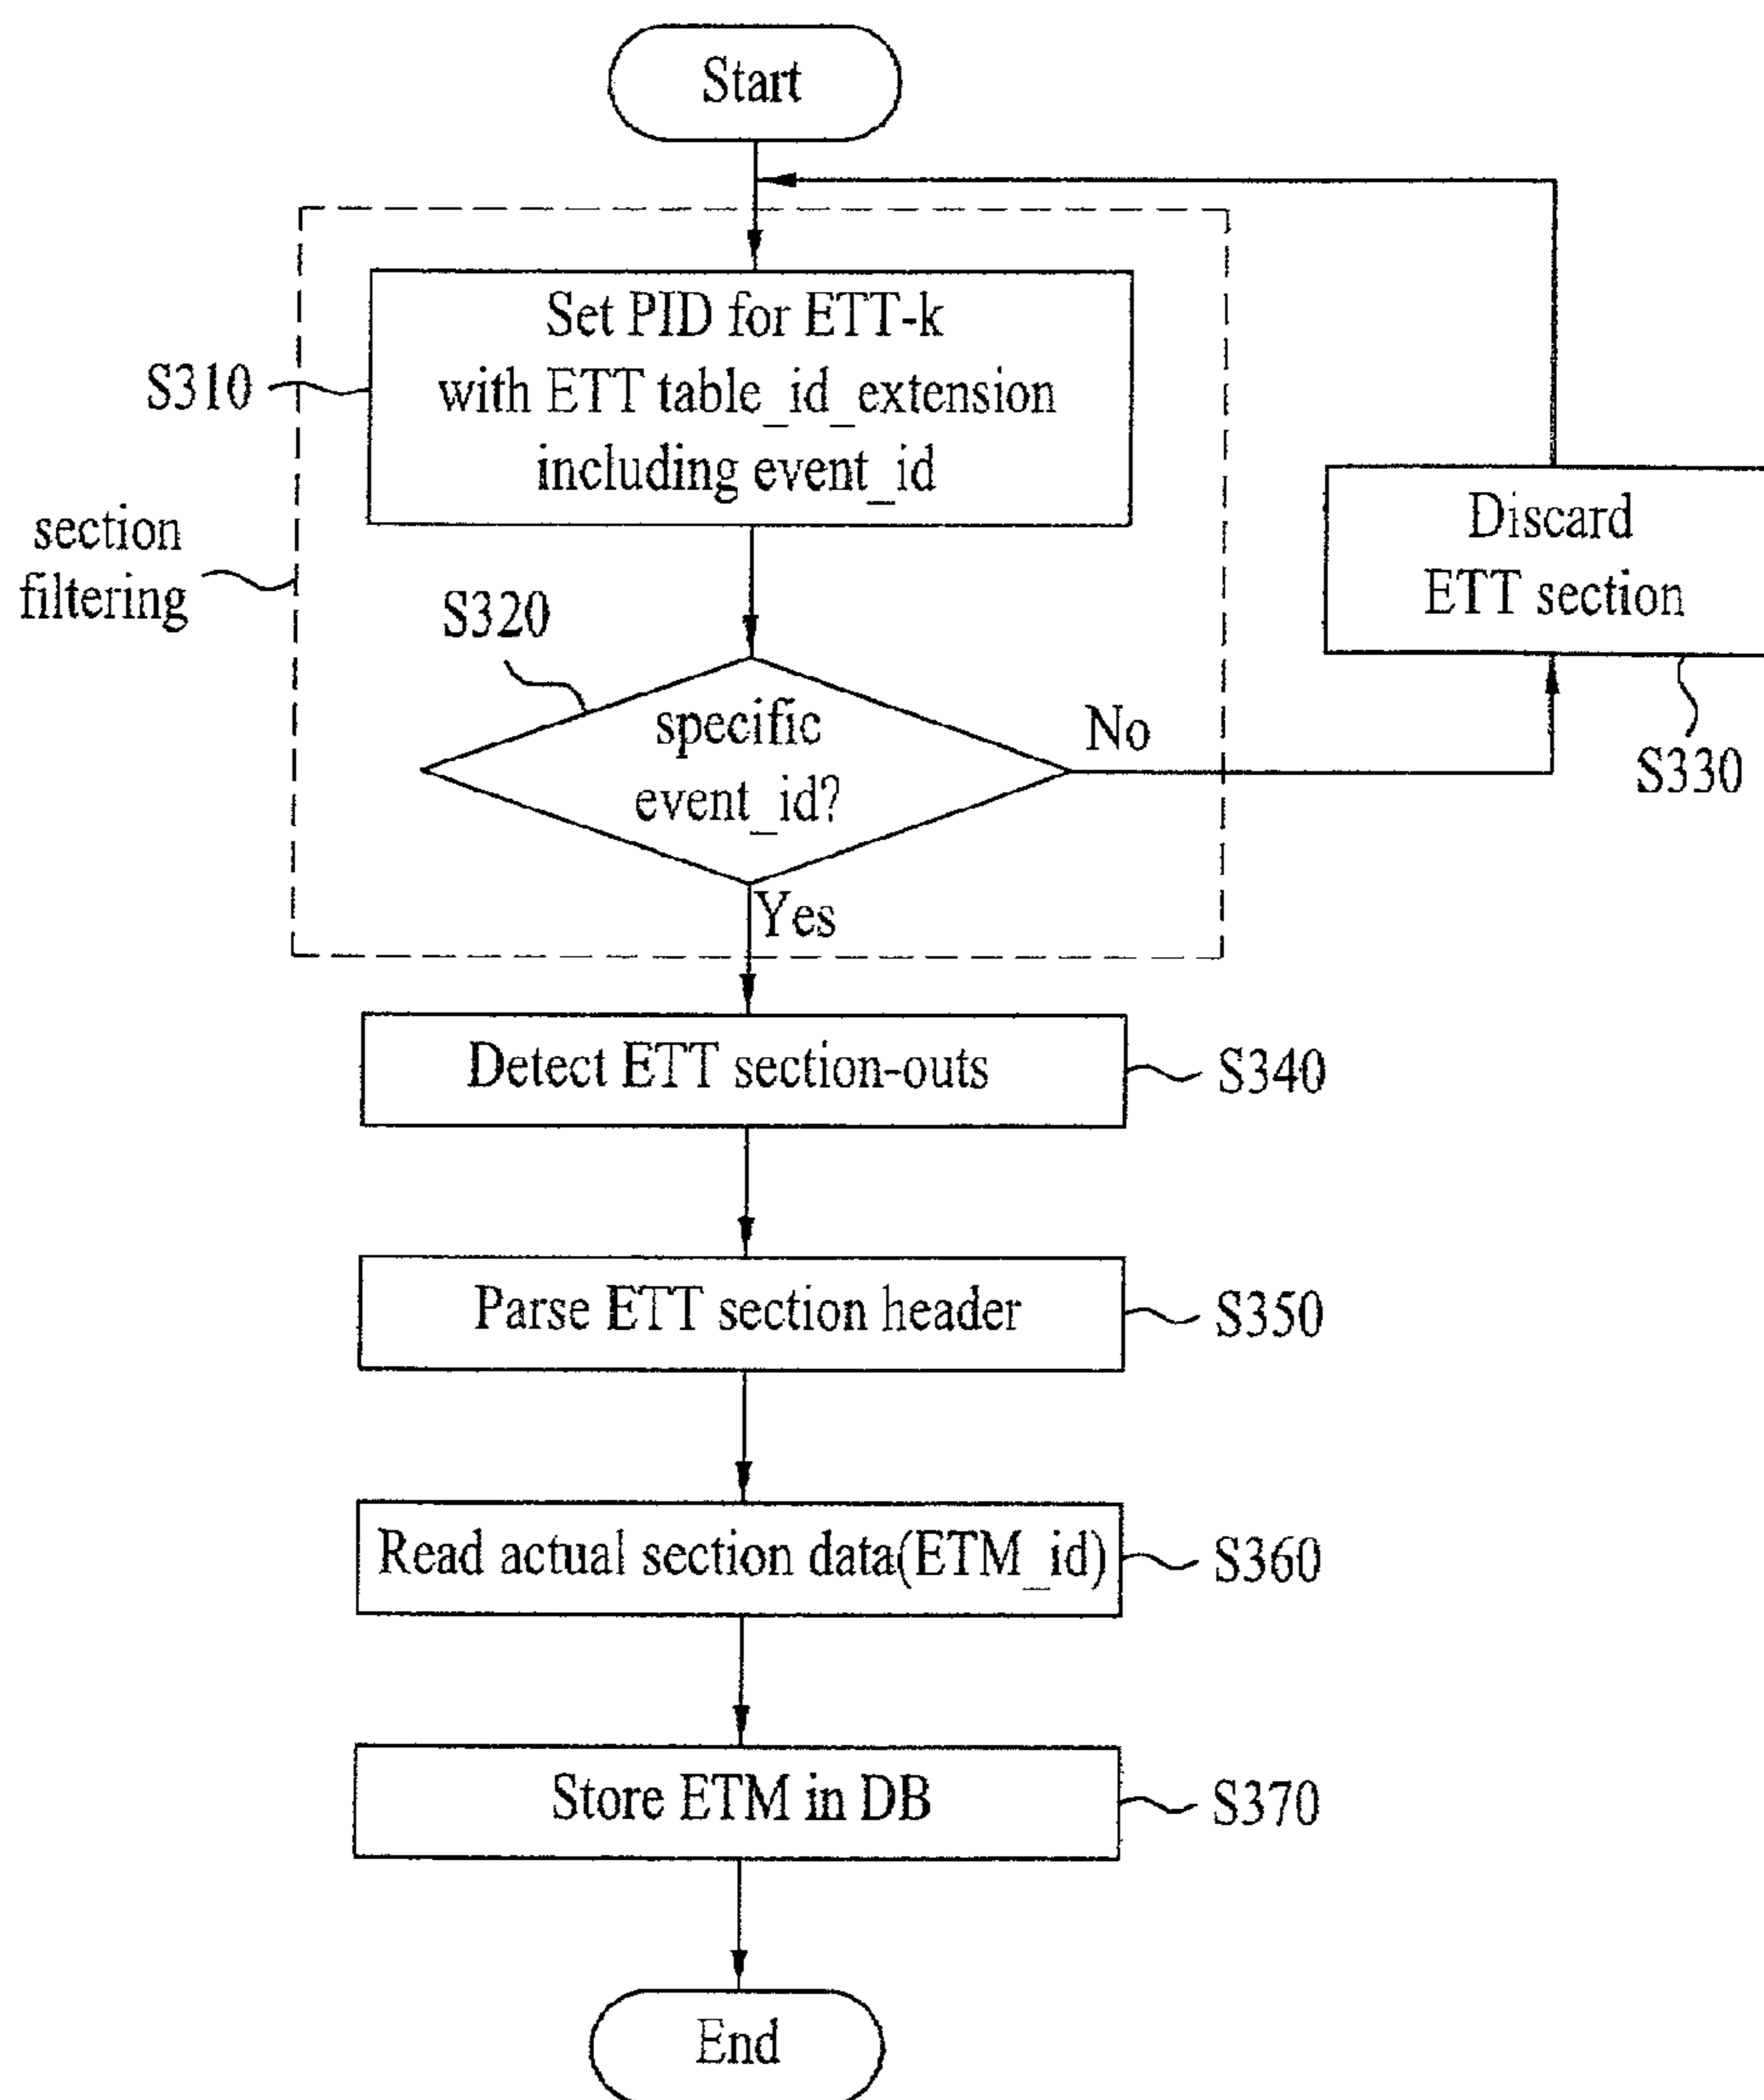 Start
Set PID for ETT-k
with ETT table_id_extension
including event_id
S310
section
filtering
Discard
ETT section
S330
S320
specific
event_id?
No
Yes
Detect ETT section-outs
S340
Parse ETT section header
S350
Read actual section data(ETM_id)
S360
Store ETM in DB
S370
End